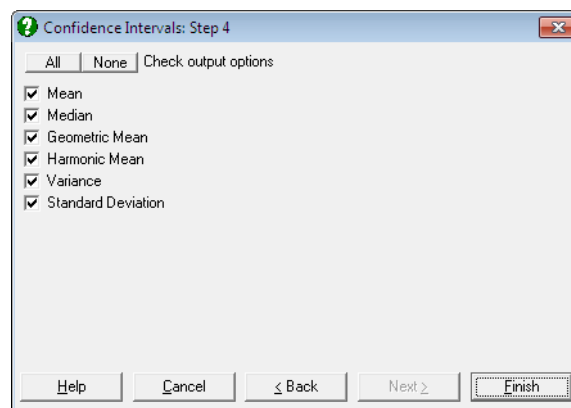 Confidence Intervals: Step 4
All None Check output options
Mean
Median
Geometric Mean
Harmonic Mean
Variance
Standard Deviation
Help Cancel < Back Next > Finish